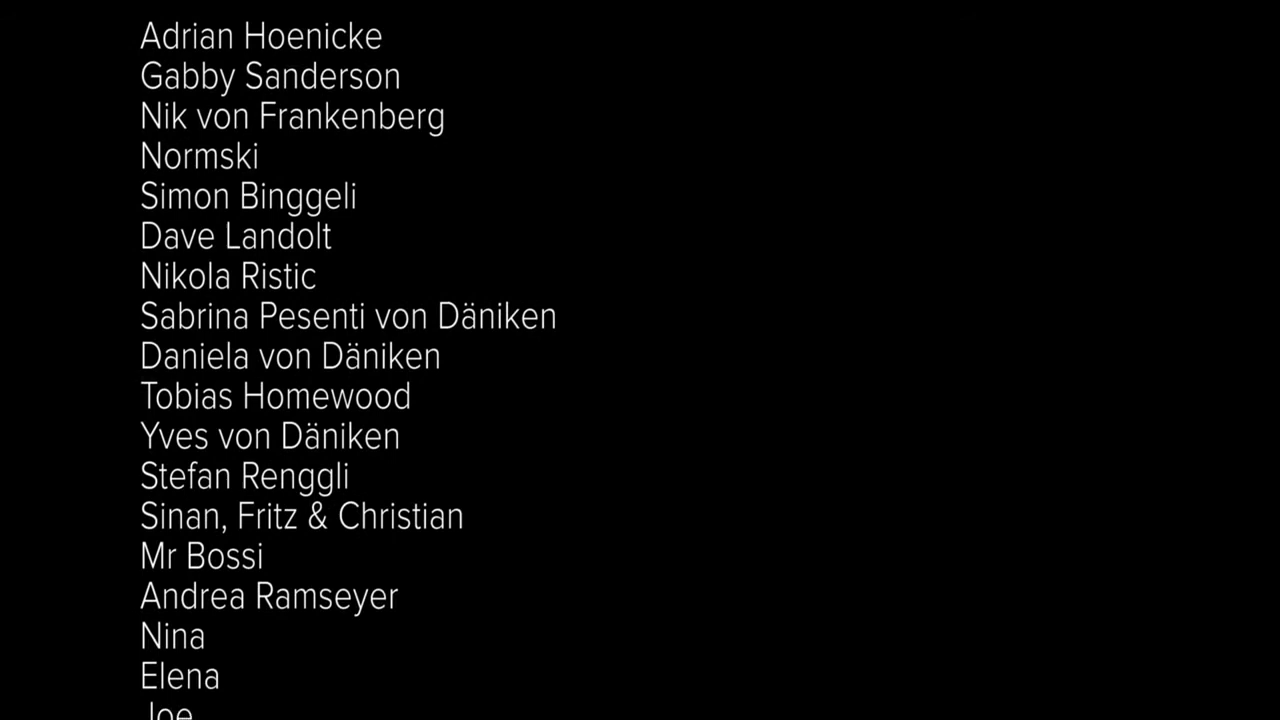 Adrian Hoenicke
Gabby Sanderson
Nik von Frankenberg
Normski
Simon Binggeli
Dave Landolt
Nikola Ristic
Sabrina Pesenti von Däniken
Daniela von Däniken
Tobias Homewood
Yves von Däniken
Stefan Renggli
Sinan, Fritz & Christian
Mr Bossi
Andrea Ramseyer
Nina
Elena
Joe